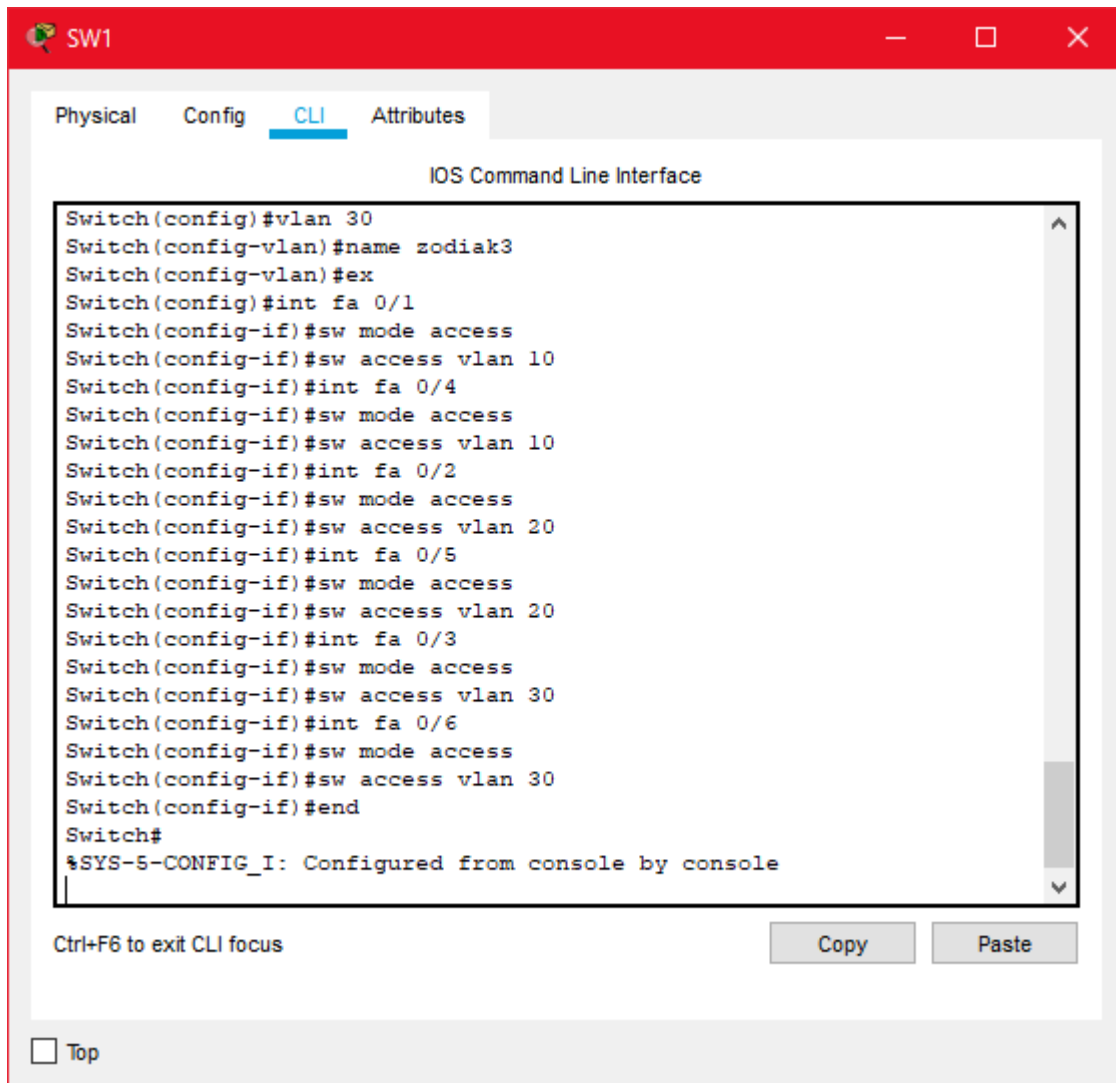 SW1
Physical Config CLI Attributes
IOS Command Line Interface
Switch(config)#vlan 30
Switch(config-vlan)#name zodiak3
Switch(config-vlan)#ex
Switch(config)#int fa 0/1
Switch(config-if)#sw mode access
Switch(config-if)#sw access vlan 10
Switch(config-if)#int fa 0/4
Switch(config-if)#sw mode access
Switch(config-if)#sw access vlan 10
Switch(config-if)#int fa 0/2
Switch(config-if)#sw mode access
Switch(config-if)#sw access vlan 20
Switch(config-if)#int fa 0/5
Switch(config-if)#sw mode access
Switch(config-if)#sw access vlan 20
Switch(config-if)#int fa 0/3
Switch(config-if)#sw mode access
Switch(config-if)#sw access vlan 30
Switch(config-if)#int fa 0/6
Switch(config-if)#sw mode access
Switch(config-if)#sw access vlan 30
Switch(config-if)#end
Switch#
%SYS-5-CONFIG_I: Configured from console by console
Ctrl+F6 to exit CLI focus
Copy Paste
Top